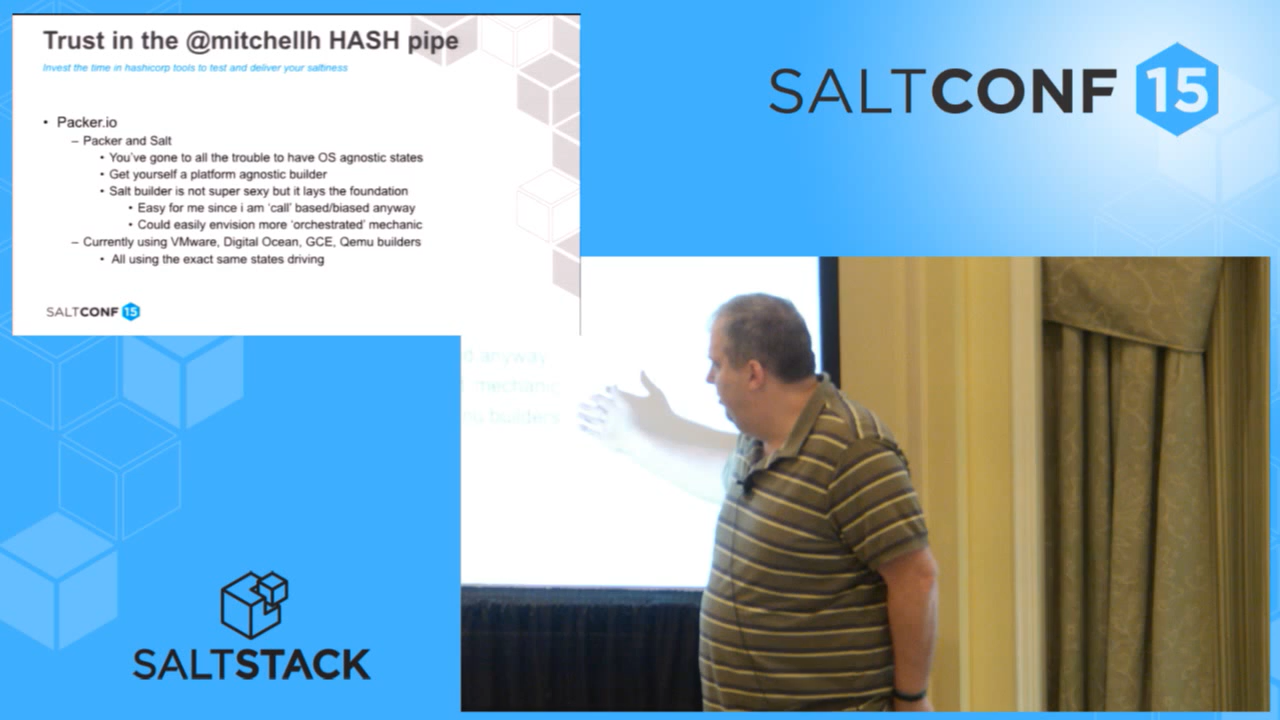 Trust in the @mitchellh HASH pipe
Invest the time in hashicorp tools to test and deliver your saltiness
• Packer.io
– Packer and Salt
• You've gone to all the trouble to have OS agnostic states
• Get yourself a platform agnostic builder
• Salt builder is not super sexy but it lays the foundation
• Easy for me since i am 'call' based/biased anyway
• Could easily envision more 'orchestrated' mechanic
– Currently using VMware, Digital Ocean, GCE, Qemu builders
• All using the exact same states driving
SALTCONF 15
SALTCONF 15
anyway
mechanic
builders
SALTSTACK